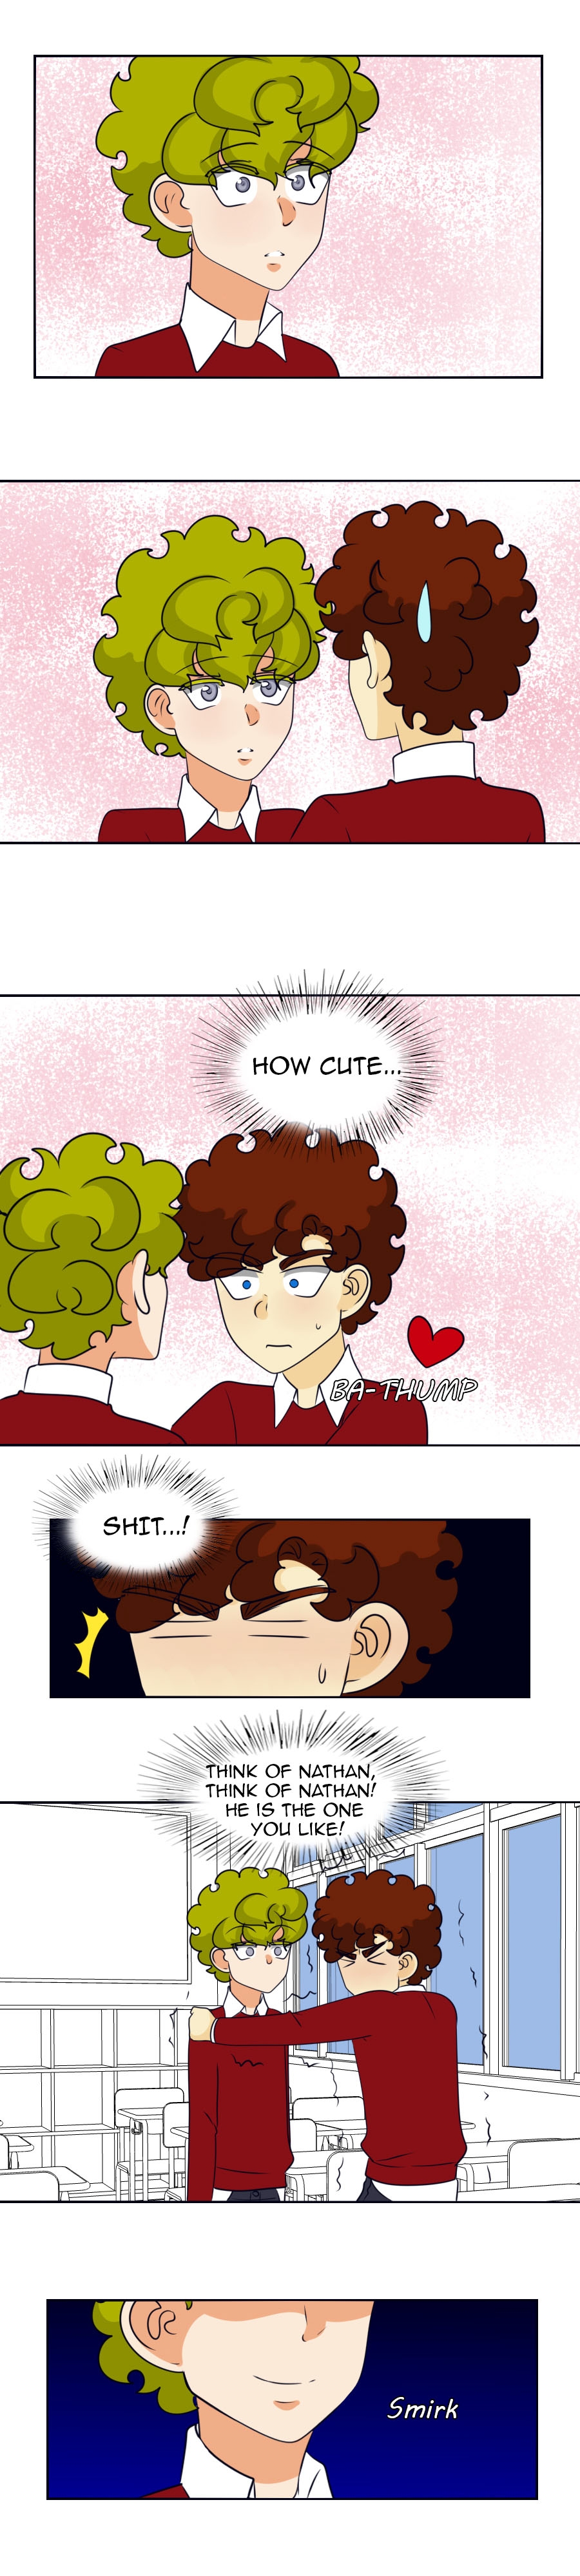 HOW CUTE...
BA-THUMP
SHIT...!
THINK OF NATHAN,
THINK OF NATHAN!
HE IS THE ONE
YOU LIKE!
Smirk